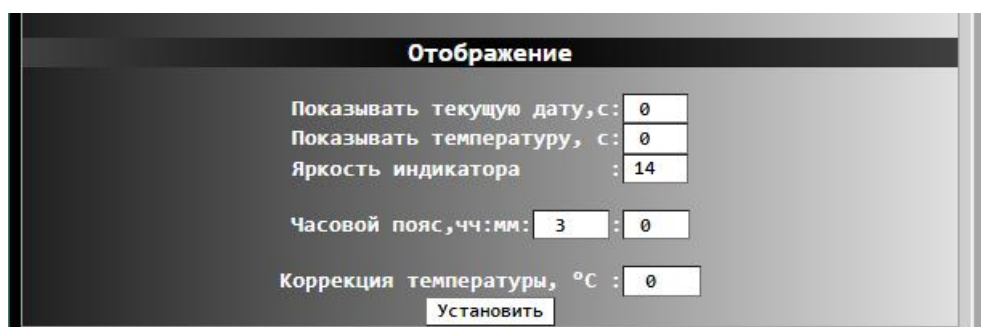 Отображение
Показывать текущую дату,с: 0
Показывать температуру, с: 0
Яркость индикатора : 14
Часовой пояс,чч:мм: 3 : 0
Коррекция температуры, °С : 0
Установить